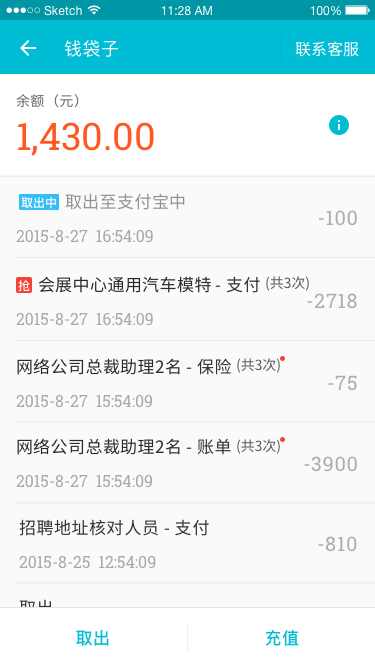 Sketch 11:28 AM 100%
钱袋子 联系客服
余额（元）
1,430.00
取出中 取出至支付宝中
-100
2015-8-27 16:54:09
抢 会展中心通用汽车模特 - 支付 (共3次)
-2718
2015-8-27 16:54:09
网络公司总裁助理2名 - 保险 (共3次)
-75
2015-8-27 15:54:09
网络公司总裁助理2名 - 账单 (共3次)
-3900
2015-8-27 15:54:09
招聘地址核对人员 - 支付
-810
2015-8-25 12:54:09
取出
取出 充值